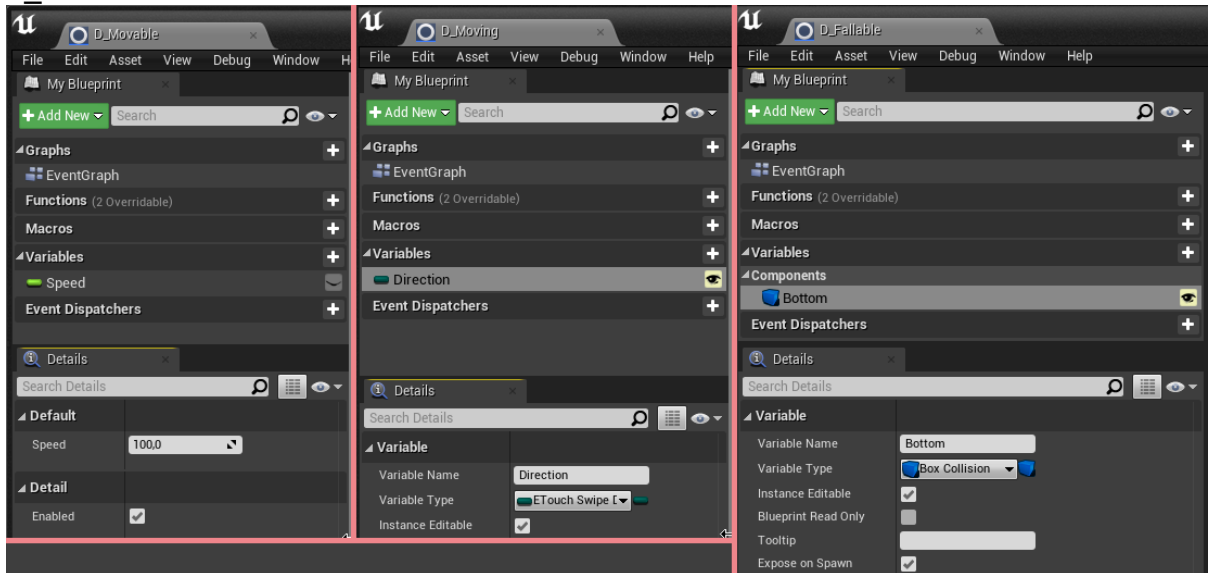 D_Movable
File Edit Asset View Debug Window H
My Blueprint
Add New Search
Graphs
EventGraph
Functions (2 Overridable)
Macros
Variables
Speed
Event Dispatchers
Details
Search Details
Default
Speed 100,0
Detail
Enabled
D_Moving
File Edit Asset View Debug Window Help
My Blueprint
Add New Search
Graphs
EventGraph
Functions (2 Overridable)
Macros
Variables
Direction
Event Dispatchers
Details
Search Details
Variable
Variable Name Direction
Variable Type ETouch Swipe D
Instance Editable
D_Fallable
File Edit Asset View Debug Window Help
My Blueprint
Add New Search
Graphs
EventGraph
Functions (2 Overridable)
Macros
Variables
Components
Bottom
Event Dispatchers
Details
Search Details
Variable
Variable Name Bottom
Variable Type Box Collision
Instance Editable
Blueprint Read Only
Tooltip
Expose on Spawn